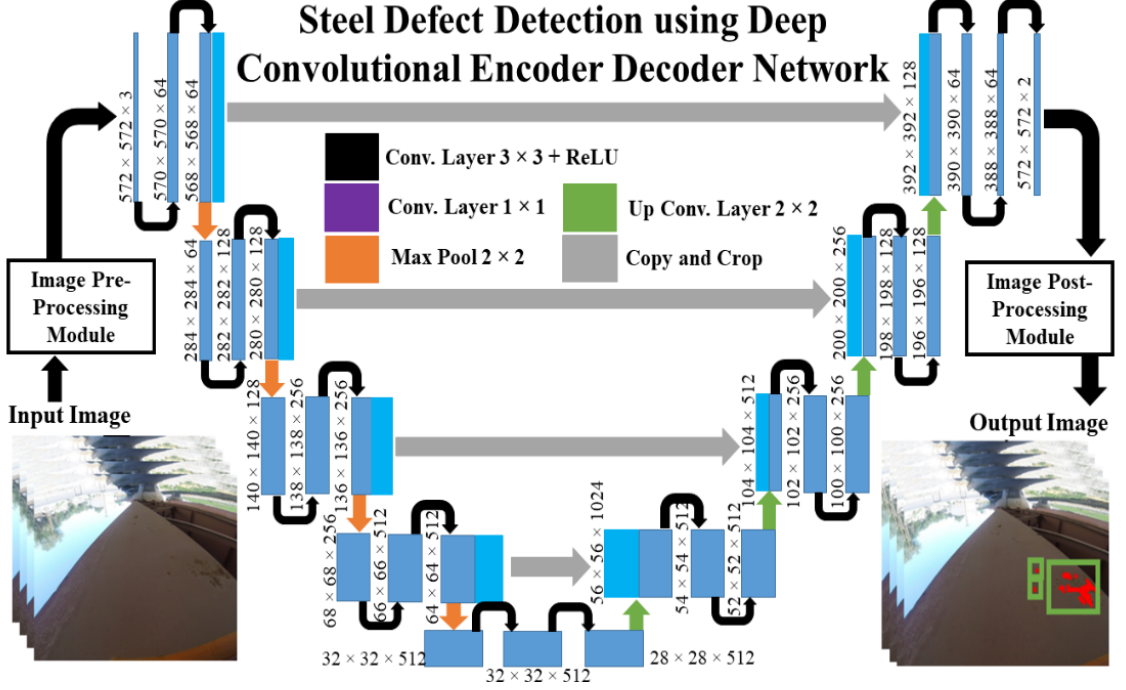 Steel Defect Detection using Deep
Convolutional Encoder Decoder Network
572 × 572 × 3
570 × 570 × 64
568 × 568 × 64
392 × 392 × 128
390 × 390 × 64
388 × 388 × 64
572 × 572 × 2
Conv. Layer 3 × 3 + ReLU
Conv. Layer 1 × 1
Up Conv. Layer 2 × 2
Max Pool 2 × 2
Copy and Crop
Image Pre-
Processing
Module
Image Post-
Processing
Module
284 × 284 × 64
282 × 282 × 128
280 × 280 × 128
200 × 200 × 256
198 × 198 × 128
196 × 196 × 128
Input Image
Output Image
140 × 140 × 128
138 × 138 × 256
136 × 136 × 256
104 × 104 × 512
102 × 102 × 256
100 × 100 × 256
68 × 68 × 256
66 × 66 × 512
64 × 64 × 512
56 × 56 × 1024
54 × 54 × 512
52 × 52 × 512
32 × 32 × 512
32 × 32 × 512
28 × 28 × 512